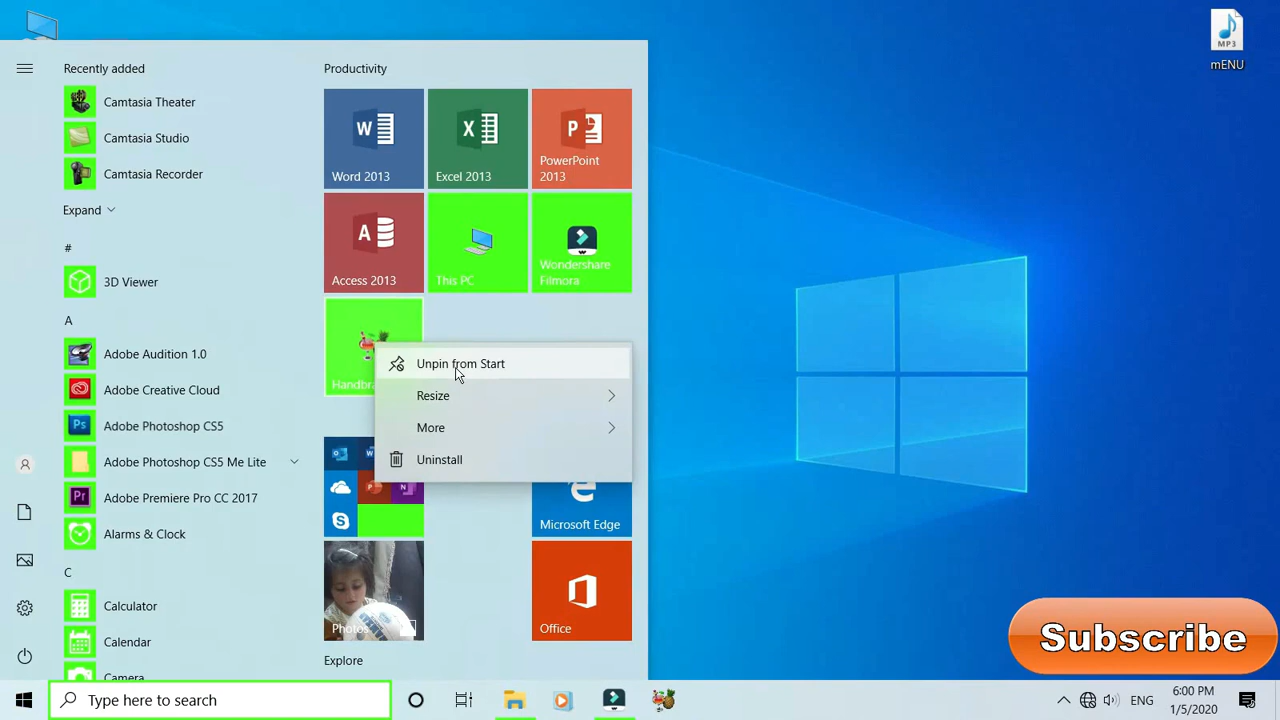 mENU
MP3
Recently added
Camtasia Theater
Camtasia Studio
Camtasia Recorder
Expand
#
3D Viewer
A
Adobe Audition 1.0
Adobe Creative Cloud
Adobe Photoshop CS5
Adobe Photoshop CS5 Me Lite
Adobe Premiere Pro CC 2017
Alarms & Clock
C
Calculator
Calendar
Camera
Productivity
Word 2013
Excel 2013
PowerPoint
2013
Access 2013
This PC
Wondershare
Filmora
Unpin from Start
Resize
More
Uninstall
Microsoft Edge
Photos
Office
Explore
Subscribe
Type here to search
ENG
6:00 PM
1/5/2020